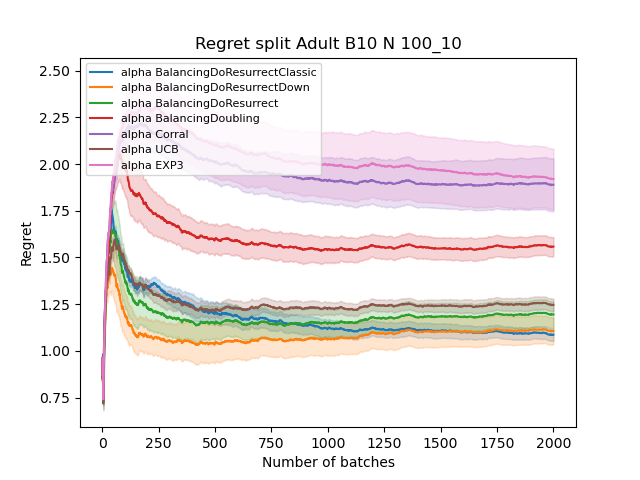 Regret split Adult B10 N 100_10
2.50
2.25
2.00
1.75
1.50
1.25
1.00
0.75
Regret
alpha BalancingDoResurrectClassic
alpha BalancingDoResurrectDown
alpha BalancingDoResurrect
alpha BalancingDoubling
alpha Corral
alpha UCB
alpha EXP3
0 250 500 750 1000 1250 1500 1750 2000
Number of batches